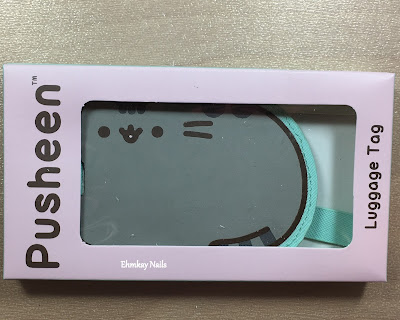 Pusheen™
Luggage Tag
Ehmkay Nails